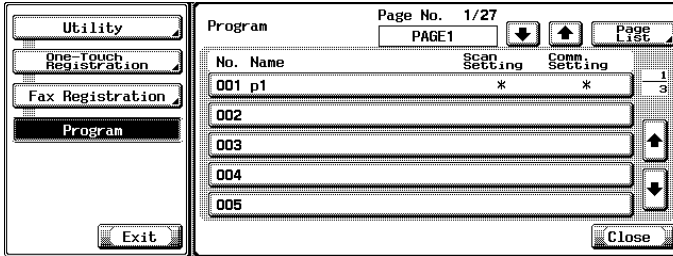 Utility
One-Touch
Registration
Fax Registration
Program
Exit
Program
Page No. 1/27
PAGE1
Page
List
No. Name
Scan
Setting
Comm.
Setting
001 p1 * *
1
3
002
003
004
005
Close